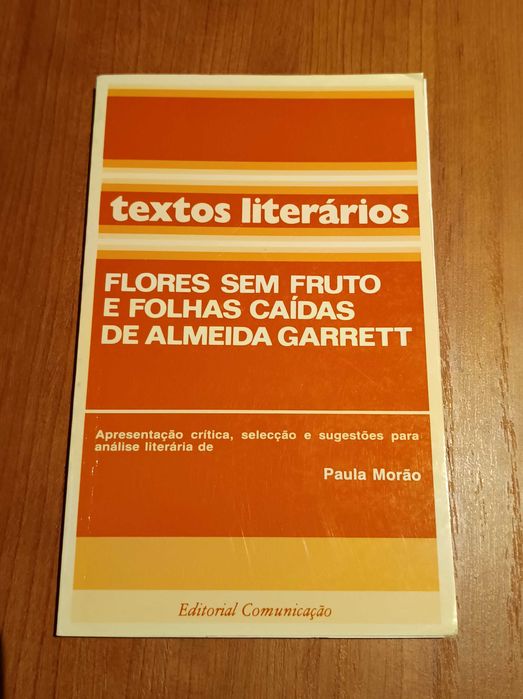 textos literários
FLORES SEM FRUTO
E FOLHAS CAÍDAS
DE ALMEIDA GARRETT
Apresentação crítica, selecção e sugestões para
análise literária de
Paula Morão
Editorial Comunicação